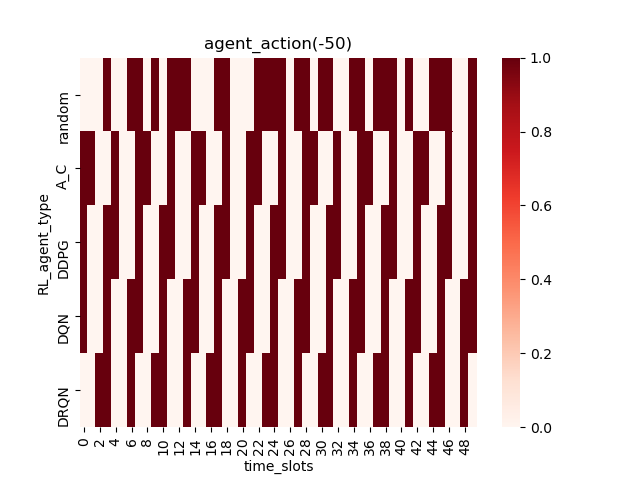 agent_action(-50)
RL_agent_type
random
A_C
DDPG
DQN
DRQN
0 2 4 6 8 10 12 14 16 18 20 22 24 26 28 30 32 34 36 38 40 42 44 46 48
time_slots
1.0
0.8
0.6
0.4
0.2
0.0